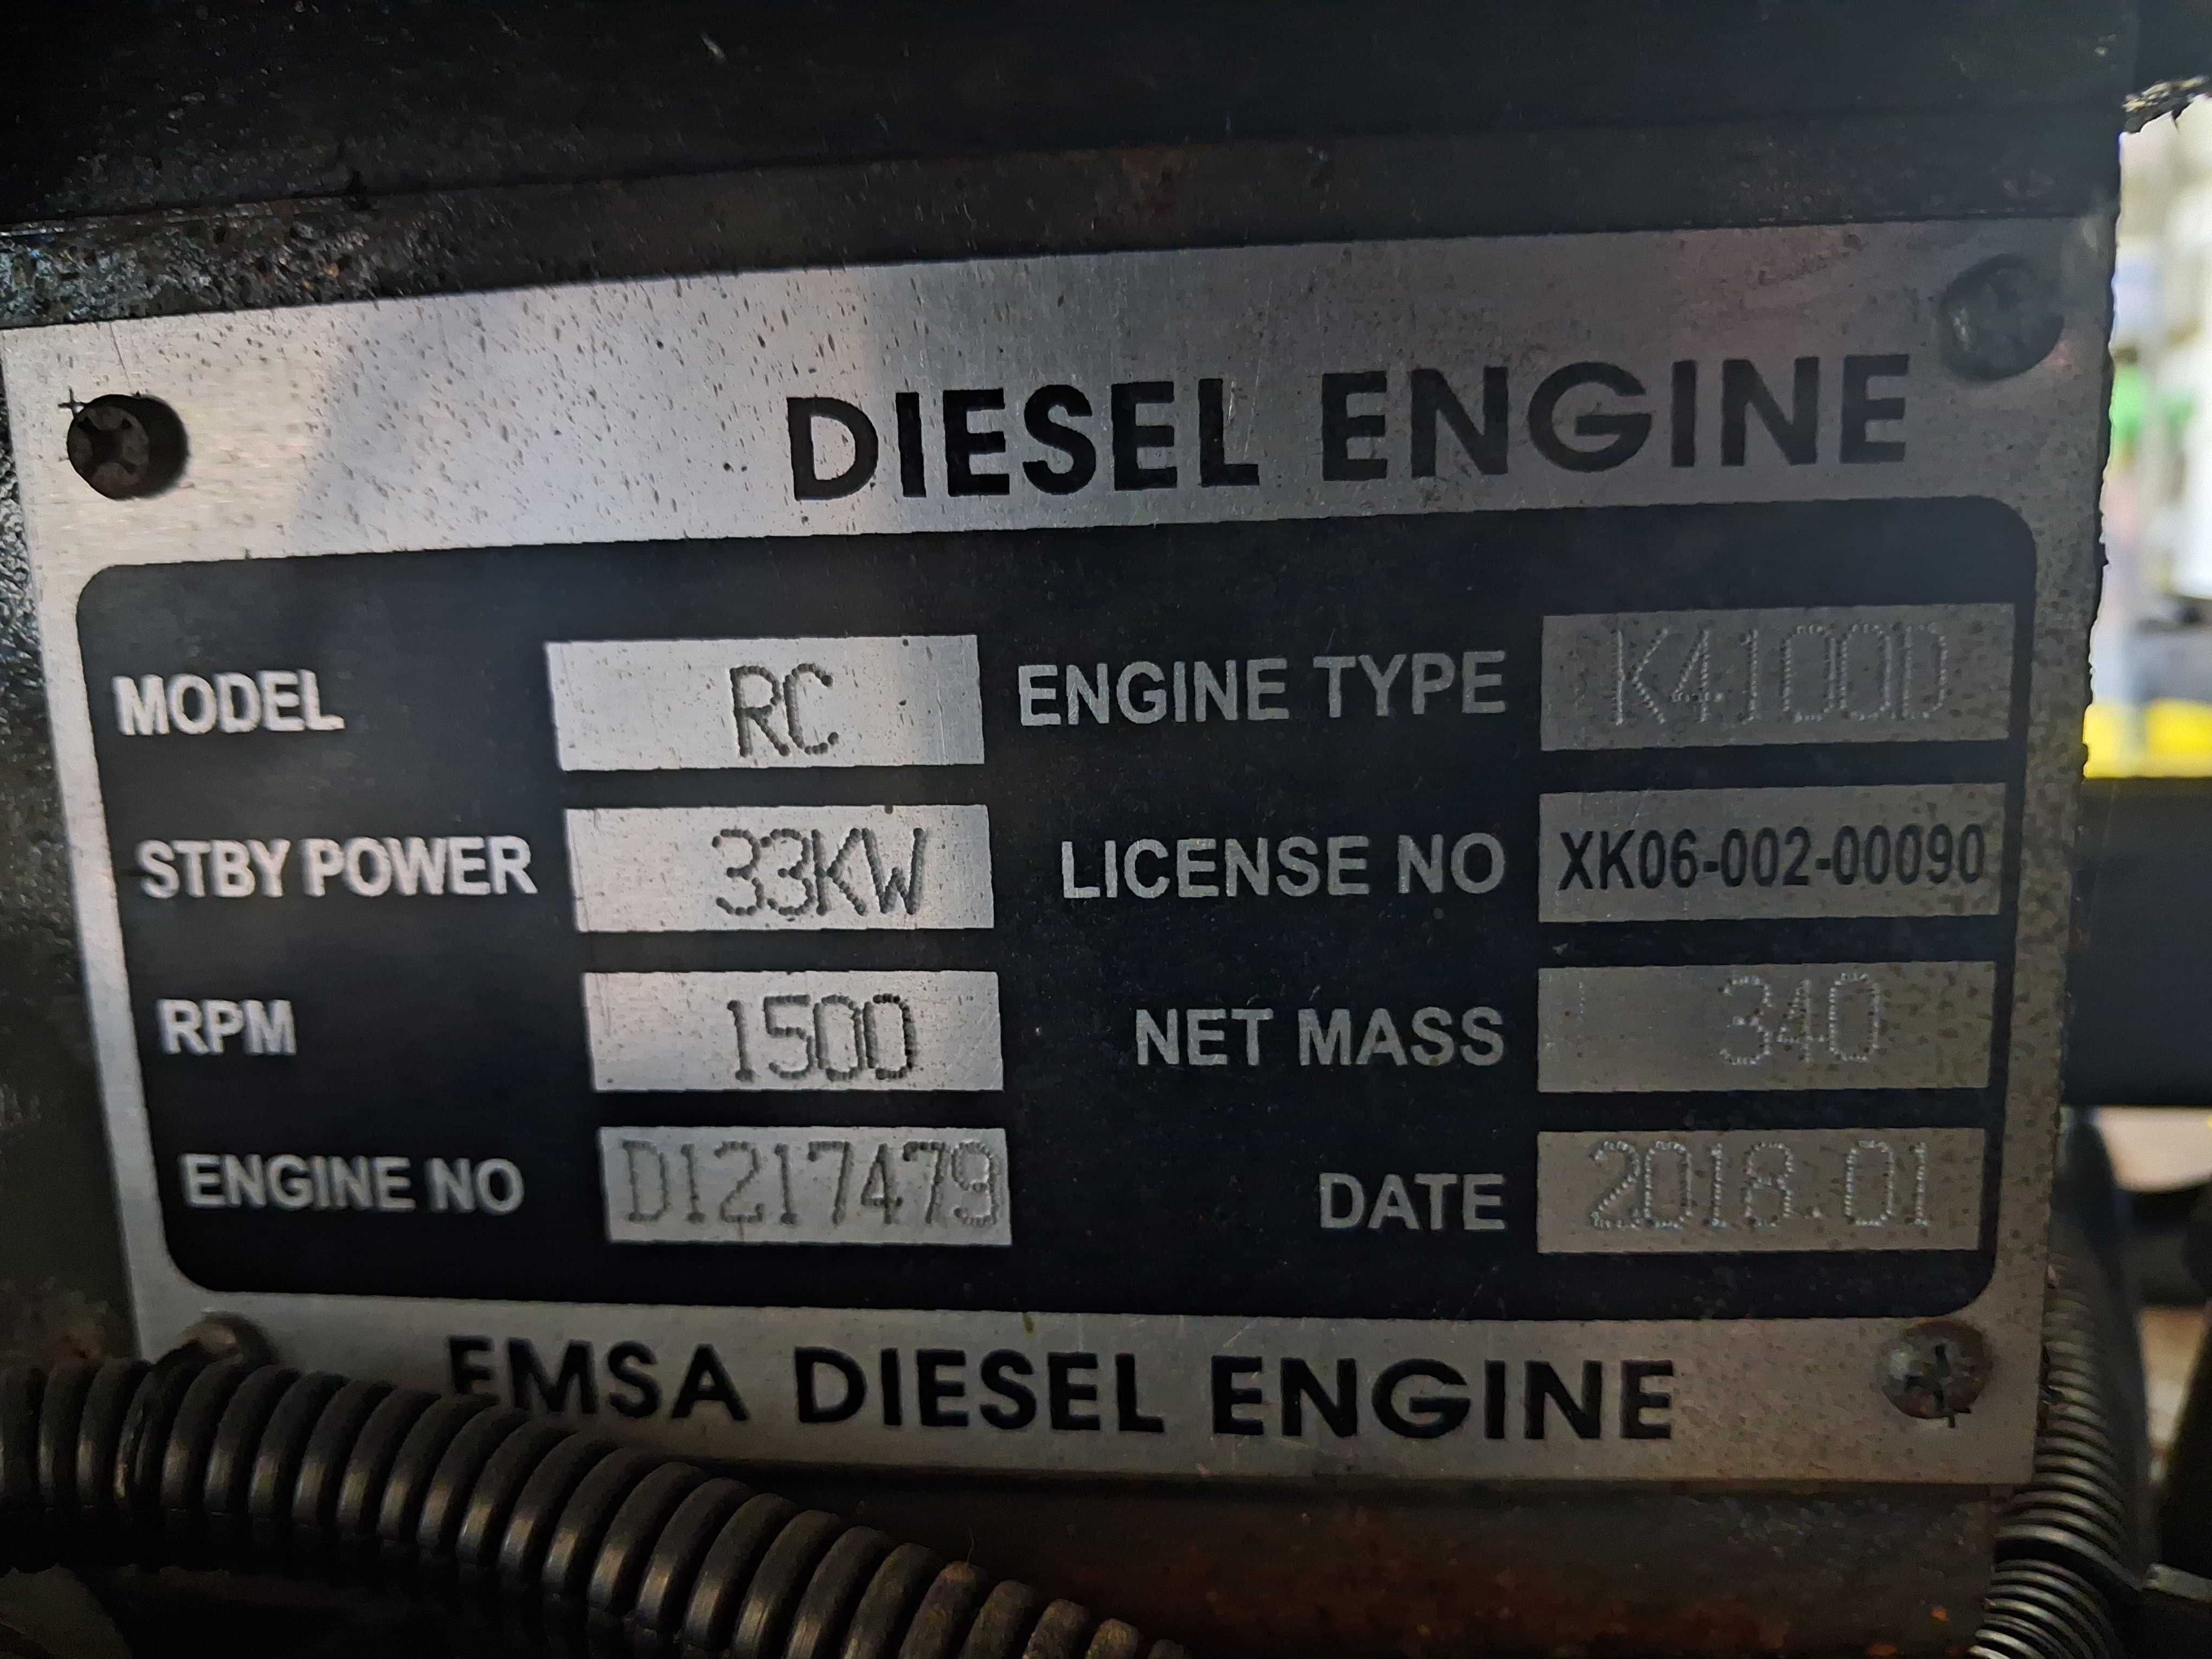 DIESEL ENGINE
MODEL RC ENGINE TYPE K4100D
STBY POWER 33KW LICENSE NO XK06-002-00090
RPM 1500 NET MASS 340
ENGINE NO D1217479 DATE 2018.01
EMSA DIESEL ENGINE